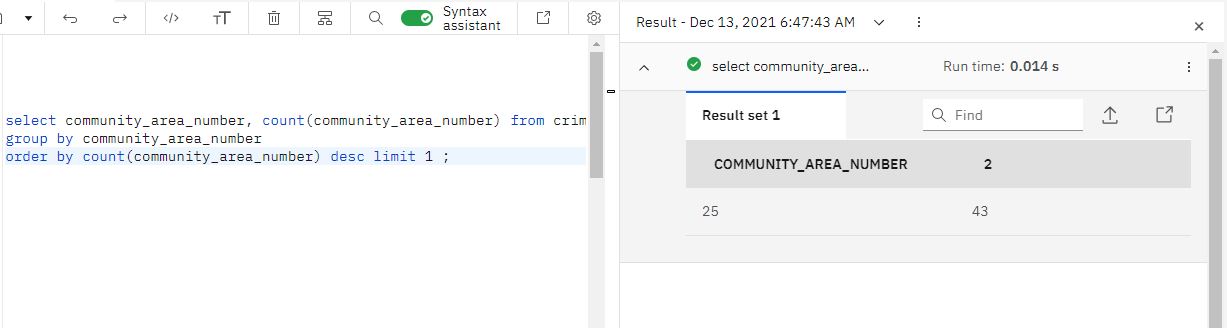 Syntax
assistant
select community_area_number, count(community_area_number) from crim
group by community_area_number
order by count(community_area_number) desc limit 1 ;
Result - Dec 13, 2021 6:47:43 AM
select community_area... Run time: 0.014 s
Result set 1 Find
COMMUNITY_AREA_NUMBER 2
25 43